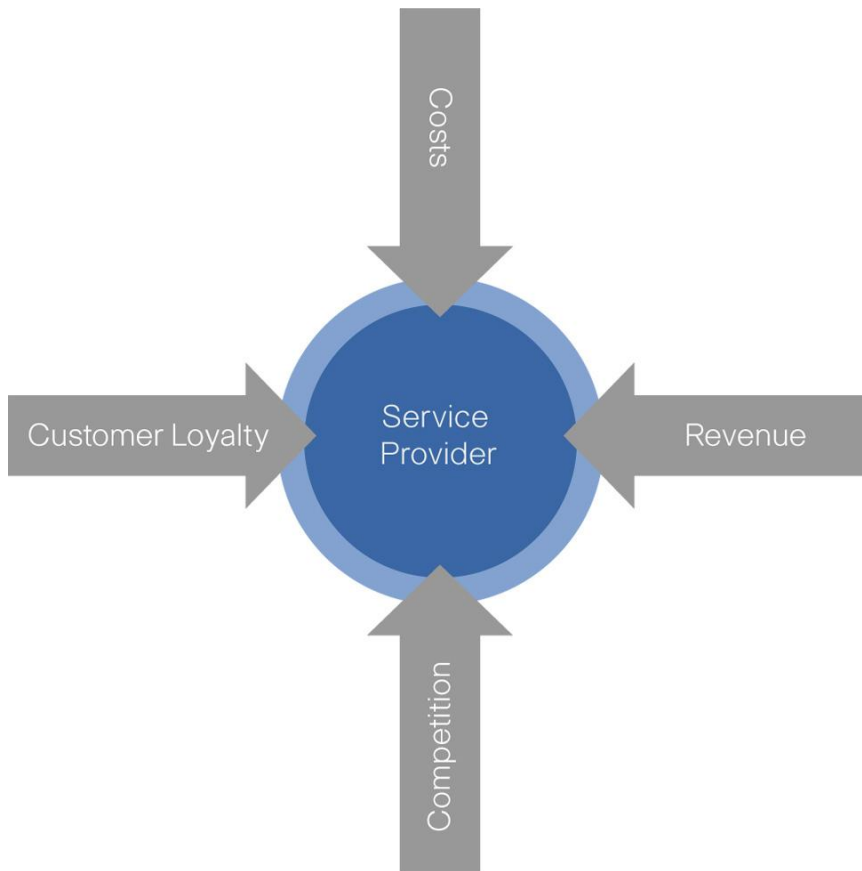 Costs
Customer Loyalty
Service
Provider
Revenue
Competition